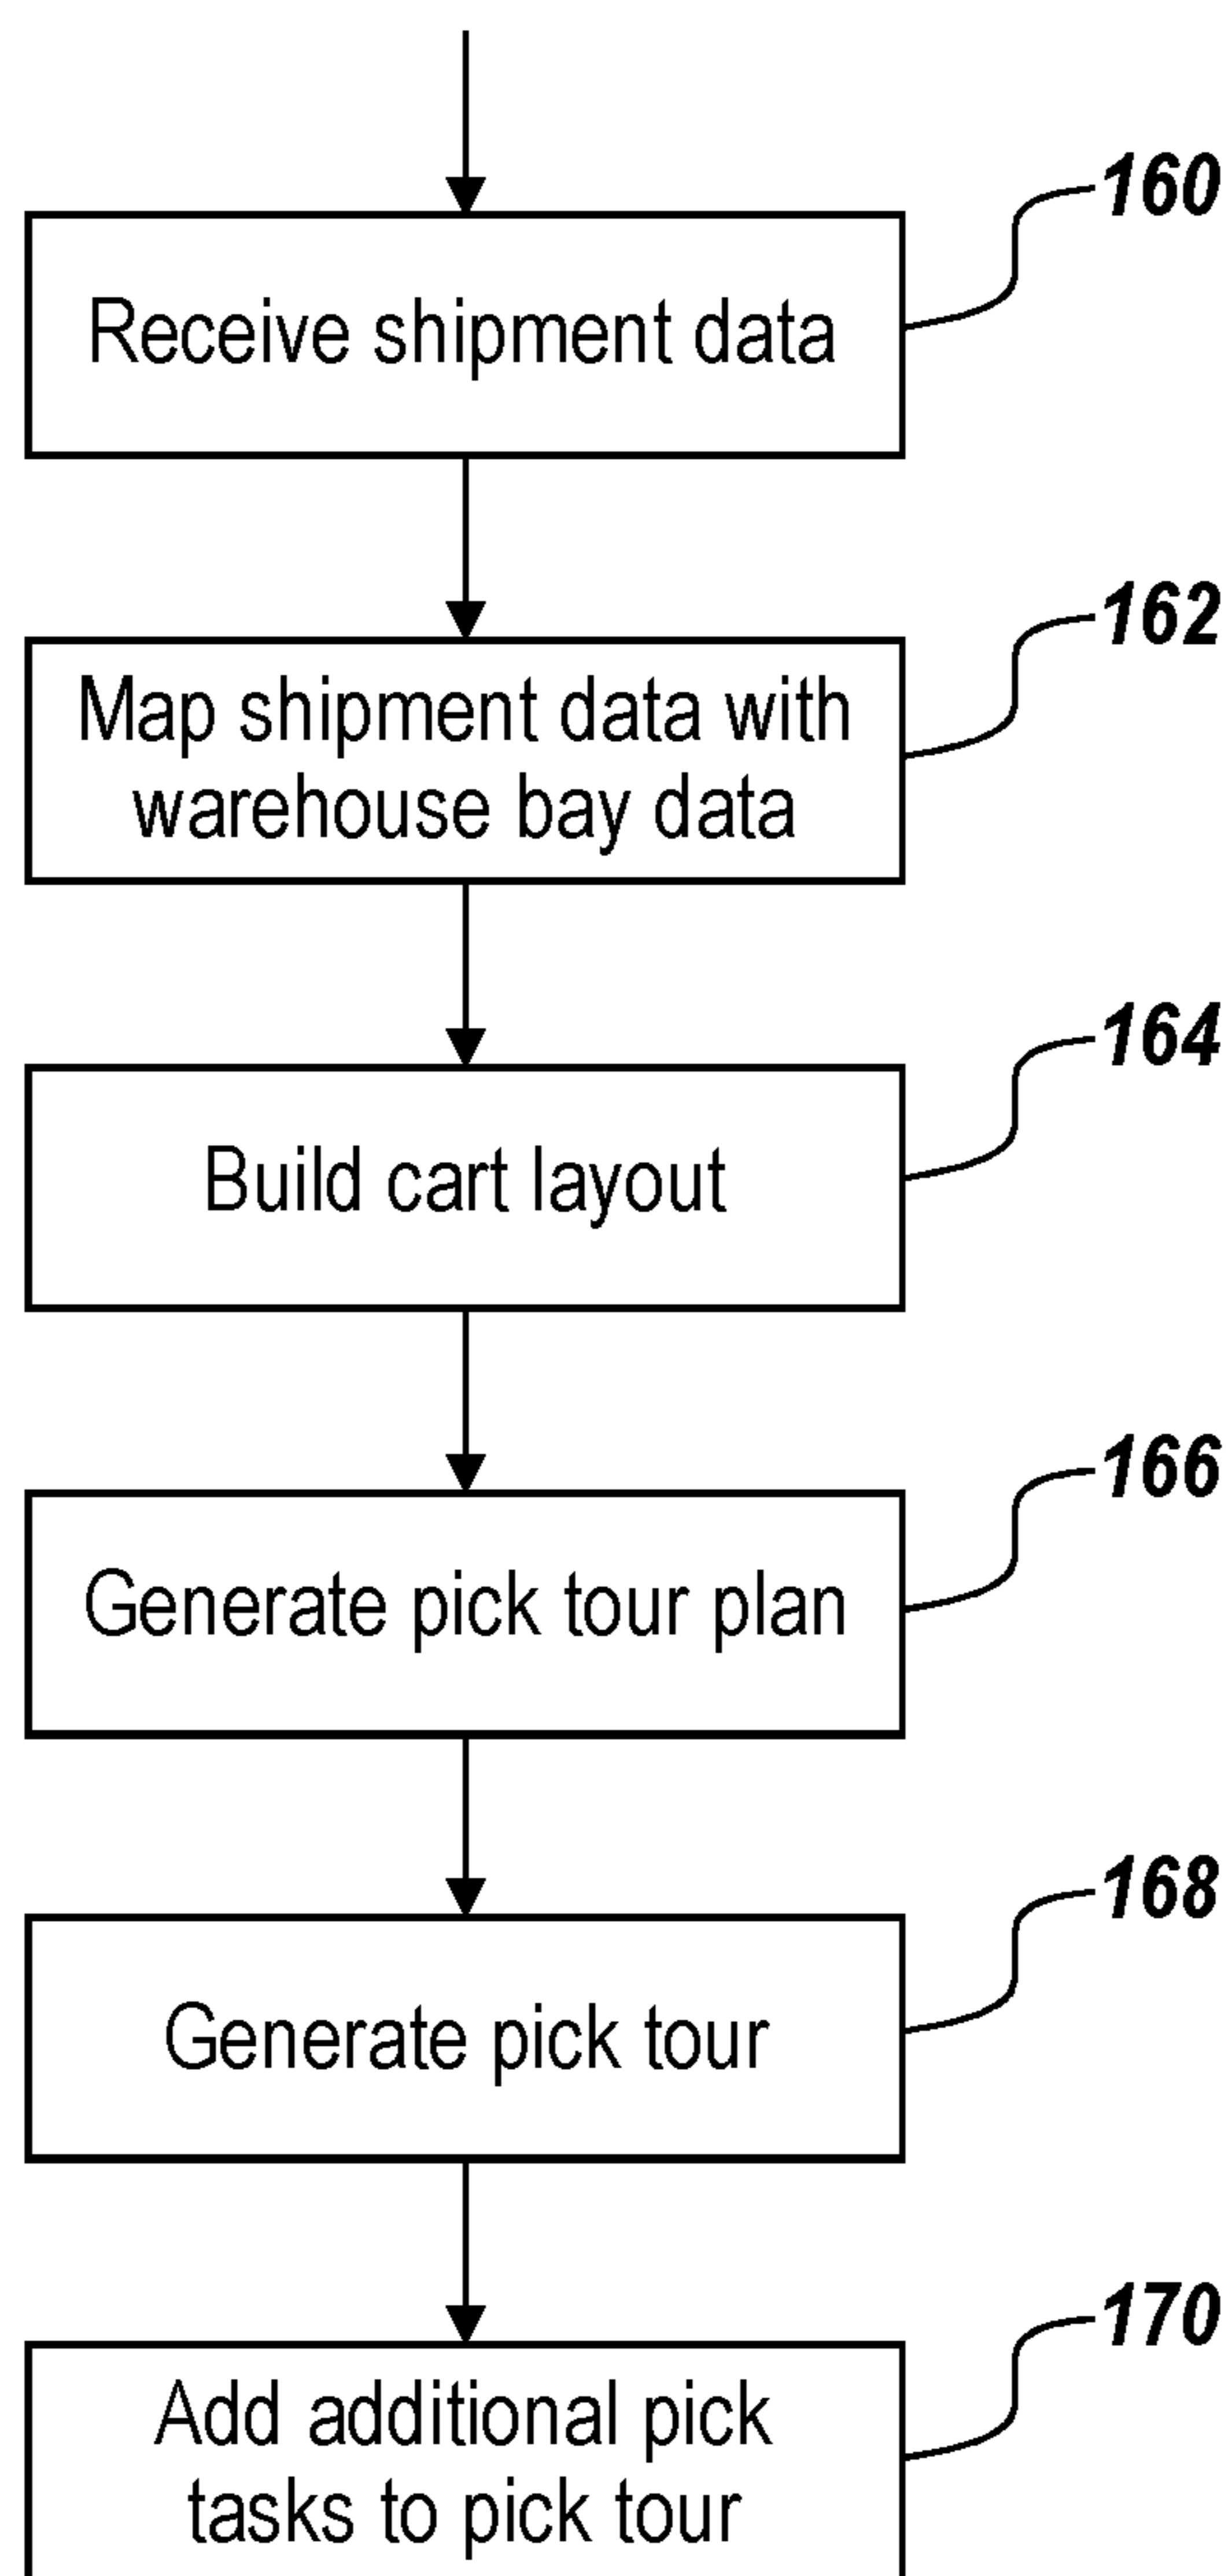 160
Receive shipment data
162
Map shipment data with
warehouse bay data
164
Build cart layout
166
Generate pick tour plan
168
Generate pick tour
170
Add additional pick
tasks to pick tour